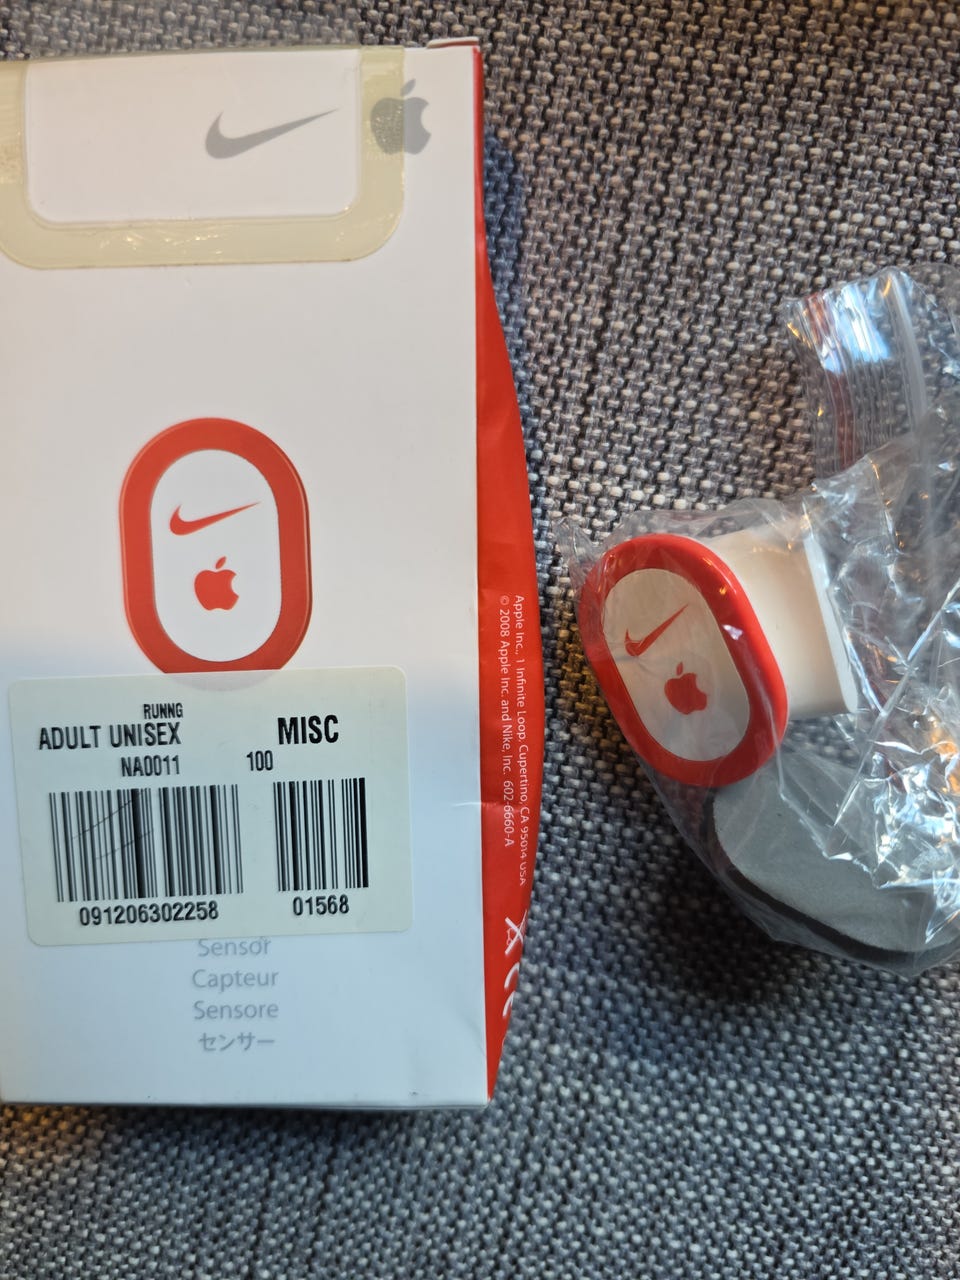 RUNNG
ADULT UNISEX
MISC
NA0011
100
091206302258
01568
Sensor
Capteur
Sensore
センサー
Apple Inc., 1 Infinite Loop, Cupertino, CA 95014 USA
© 2008 Apple Inc. and Nike, Inc. 602-6660-A
CE